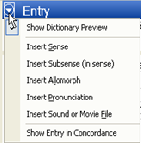 Entry
Show Dictionary Preview
Insert Sense
Insert Subsense (in sense)
Insert Allomorph
Insert Pronunciation
Insert Sound or Movie File
Show Entry in Concordance